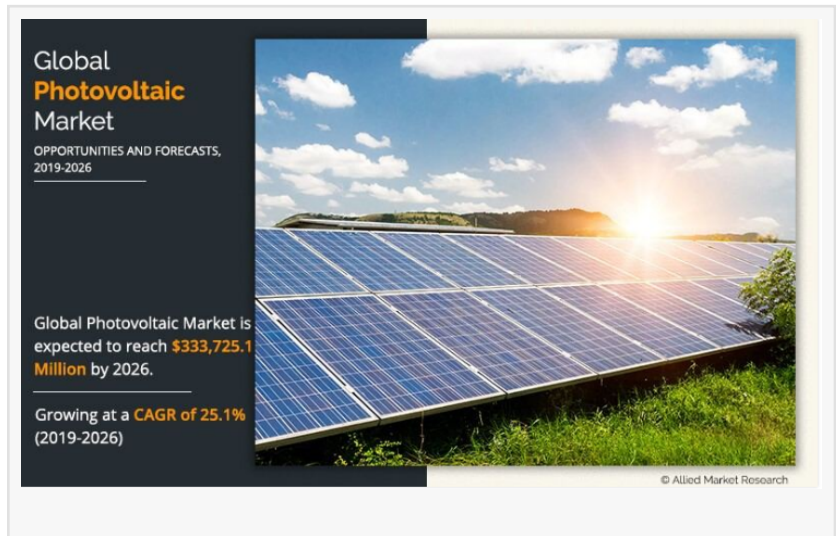 Global
Photovoltaic
Market
OPPORTUNITIES AND FORECASTS,
2019-2026
Global Photovoltaic Market is
expected to reach $333,725.1
Million by 2026.
Growing at a CAGR of 25.1%
(2019-2026)
© Allied Market Research